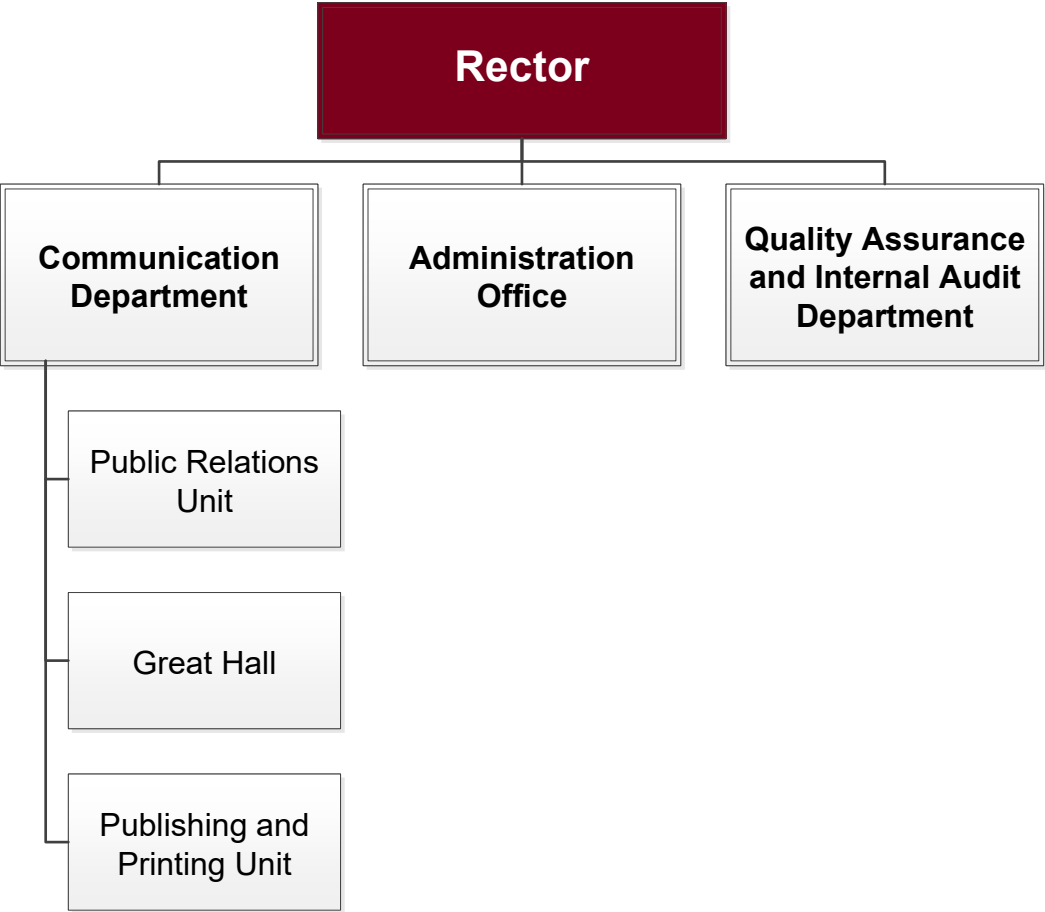 Rector
Communication
Department
Administration
Office
Quality Assurance
and Internal Audit
Department
Public Relations
Unit
Great Hall
Publishing and
Printing Unit